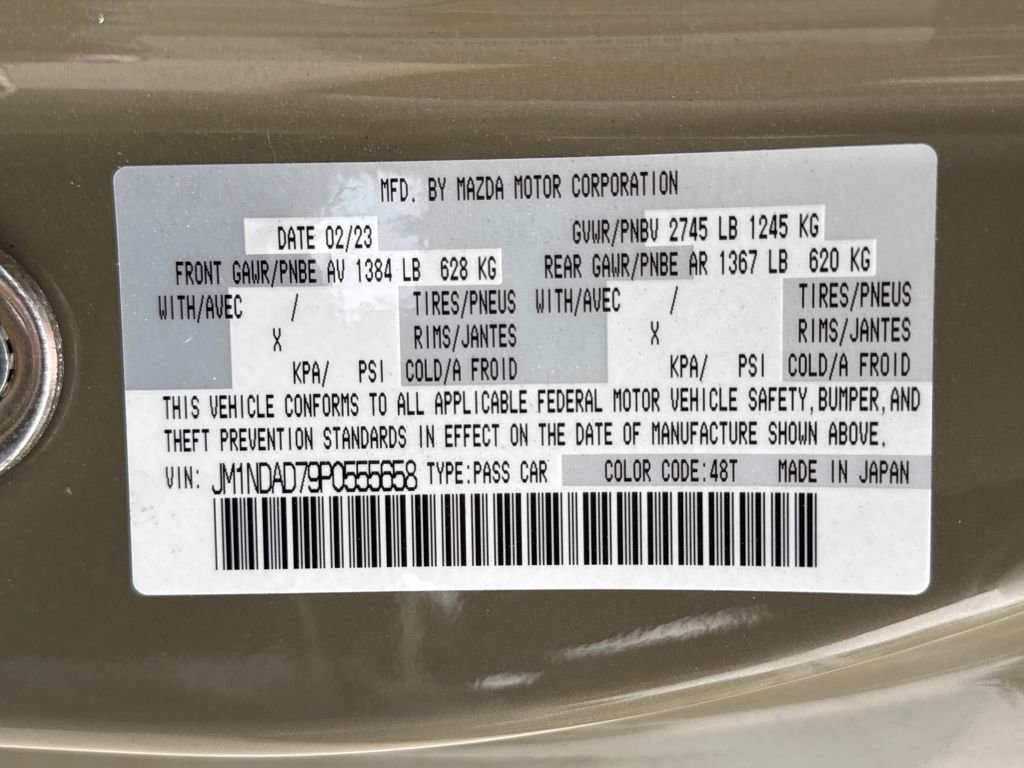 MFD. BY MAZDA MOTOR CORPORATION
DATE 02/23 GVWR/PNBV 2745 LB 1245 KG
FRONT GAWR/PNBE AV 1384 LB 628 KG REAR GAWR/PNBE AR 1367 LB 620 KG
WITH/AVEC / TIRES/PNEUS WITH/AVEC / TIRES/PNEUS
X RIMS/JANTES X RIMS/JANTES
KPA/ PSI COLD/A FROID KPA/ PSI COLD/A FROID
THIS VEHICLE CONFORMS TO ALL APPLICABLE FEDERAL MOTOR VEHICLE SAFETY, BUMPER, AND
THEFT PREVENTION STANDARDS IN EFFECT ON THE DATE OF MANUFACTURE SHOWN ABOVE.
VIN: JM1NDAD79P0555658 TYPE:PASS CAR COLOR CODE:48T MADE IN JAPAN